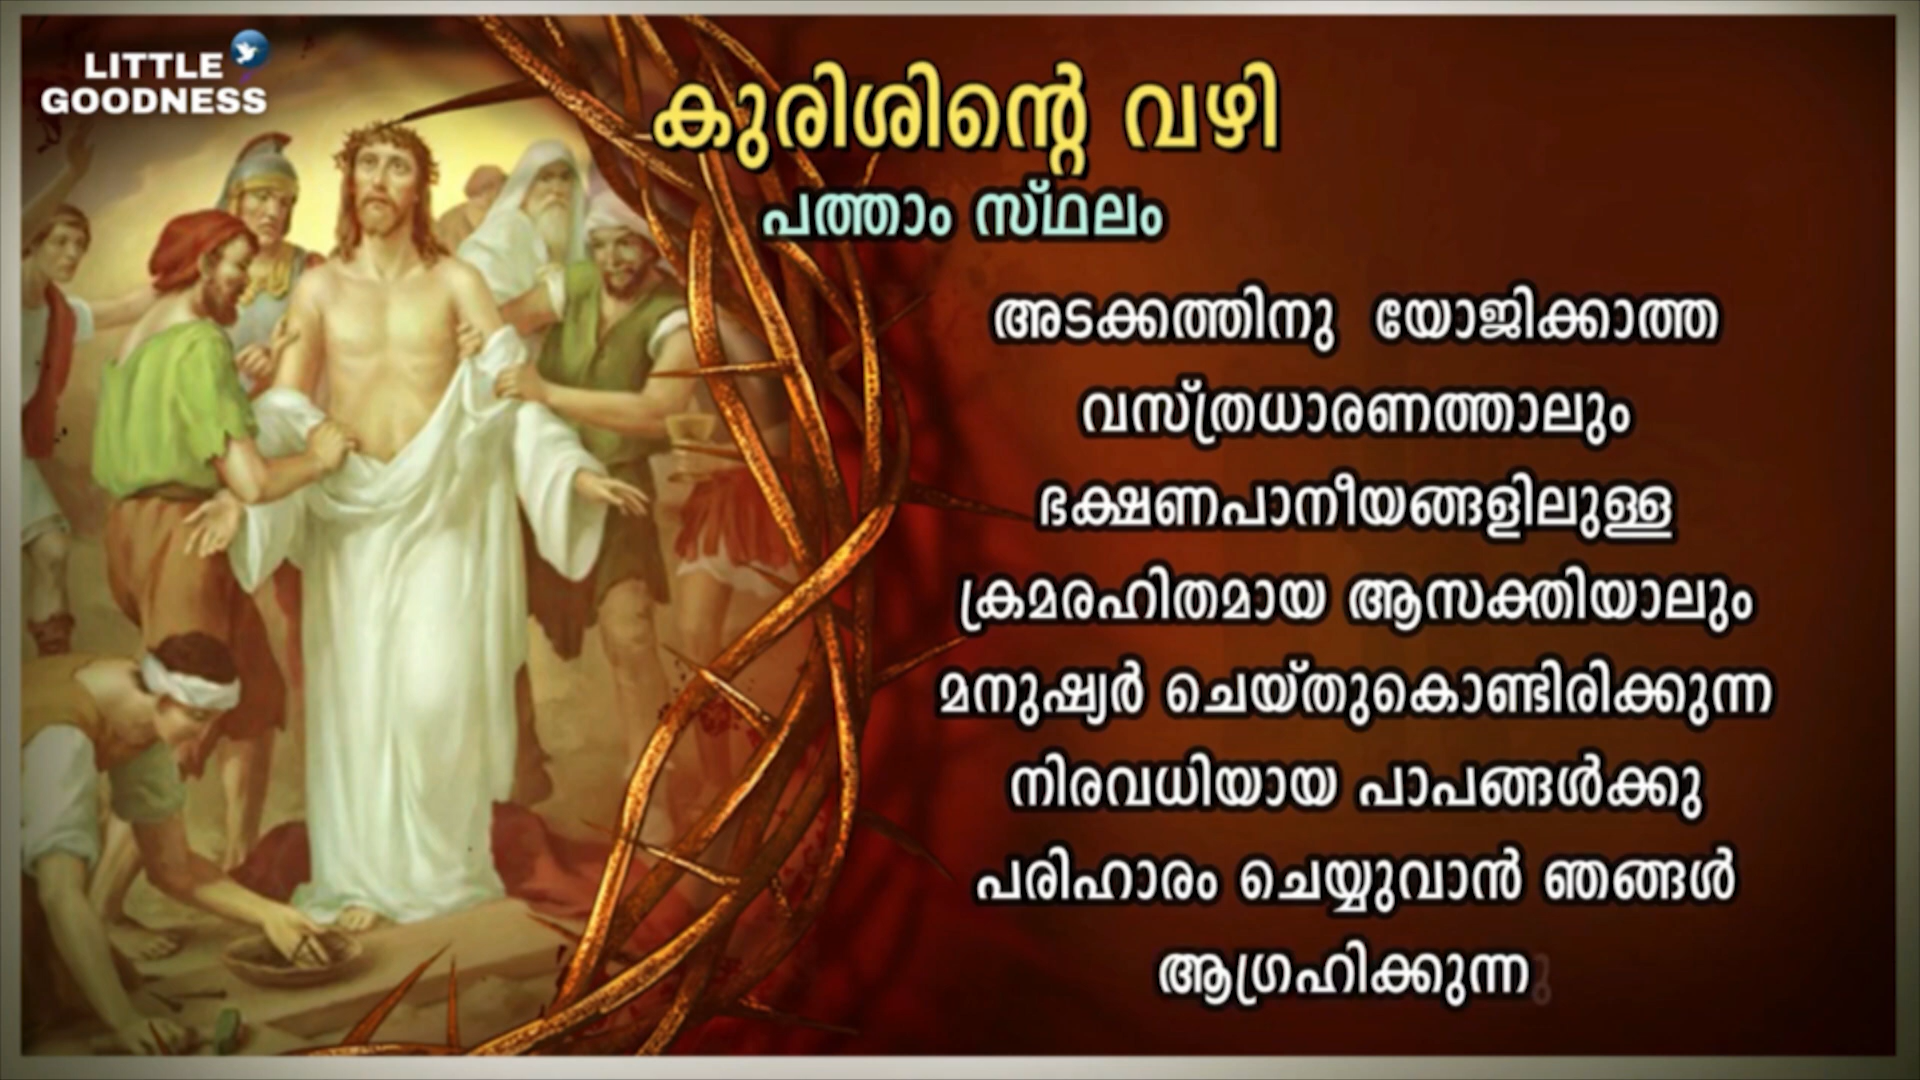 LITTLE
GOODNESS
കുരിശിന്റെ വഴി
പത്താം സ്ഥലം
അടക്കത്തിനു യോജിക്കാത്ത
വസ്ത്രധാരണത്താലും
ഭക്ഷണപാനീയങ്ങളിലുള്ള
ക്രമരഹിതമായ ആസക്തിയാലും
മനുഷ്യർ ചെയ്തുകൊണ്ടിരിക്കുന്ന
നിരവധിയായ പാപങ്ങൾക്കു
പരിഹാരം ചെയ്യുവാൻ ഞങ്ങൾ
ആഗ്രഹിക്കുന്നു